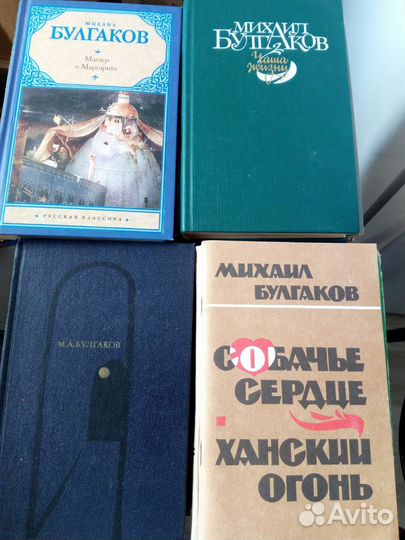 МИХАИЛ
БУЛГАКОВ
Мастер
и Маргарита
РУССКАЯ КЛАССИКА
МИХАИЛ
БУЛГАКОВ
Чаша
жизни
М.А.БУЛГАКОВ
МИХАИЛ
БУЛГАКОВ
СОБАЧЬЕ
СЕРДЦЕ
ХАНСКИЙ
ОГОНЬ
Avito